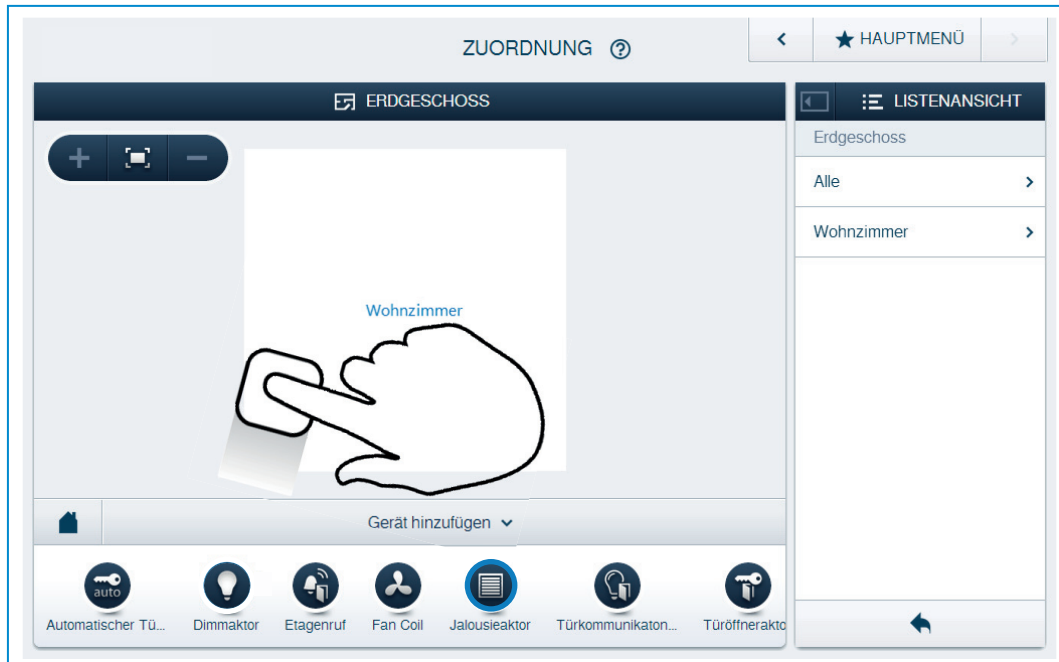 ZUORDNUNG ?
HAUPTMENÜ
ERDGESCHOSS
LISTENANSICHT
Erdgeschoss
Alle
Wohnzimmer
Wohnzimmer
Gerät hinzufügen
auto
Automatischer Tü...
Dimmaktor
Etagenruf
Fan Coil
Jalousieaktor
Türkommunikaton...
Türöffnerakto